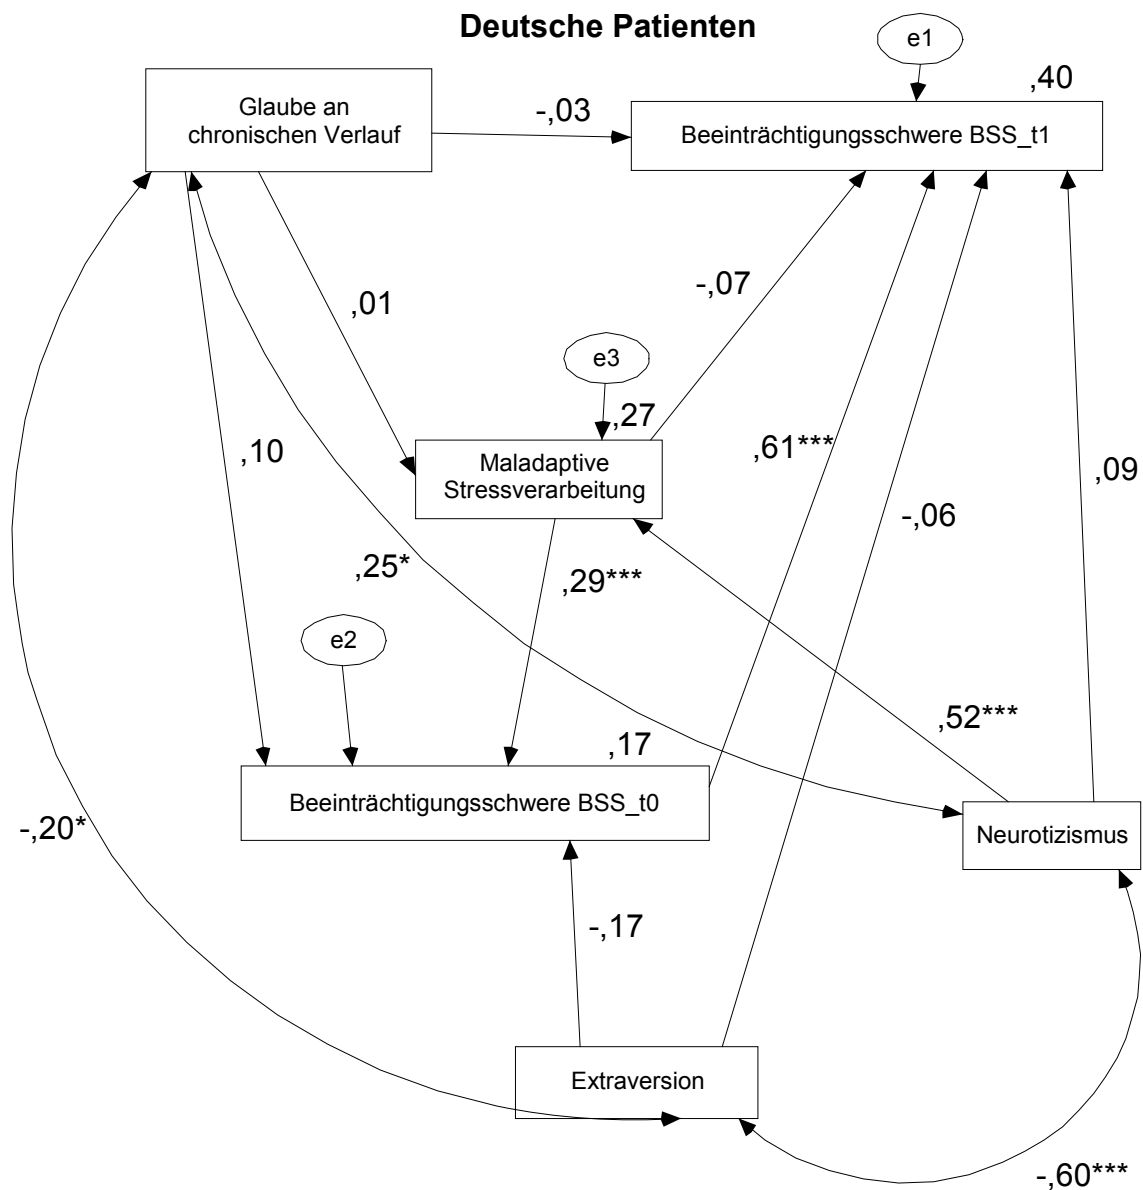 Deutsche Patienten
e1
,40
Glaube an
chronischen Verlauf
-,03
Beeinträchtigungsschwere BSS_t1
,01
-,07
e3
,27
,10
Maladaptive
Stressverarbeitung
,61***
,09
-,06
,25*
,29***
e2
,52***
,17
Beeinträchtigungsschwere BSS_t0
-,20*
Neurotizismus
-,17
Extraversion
-,60***